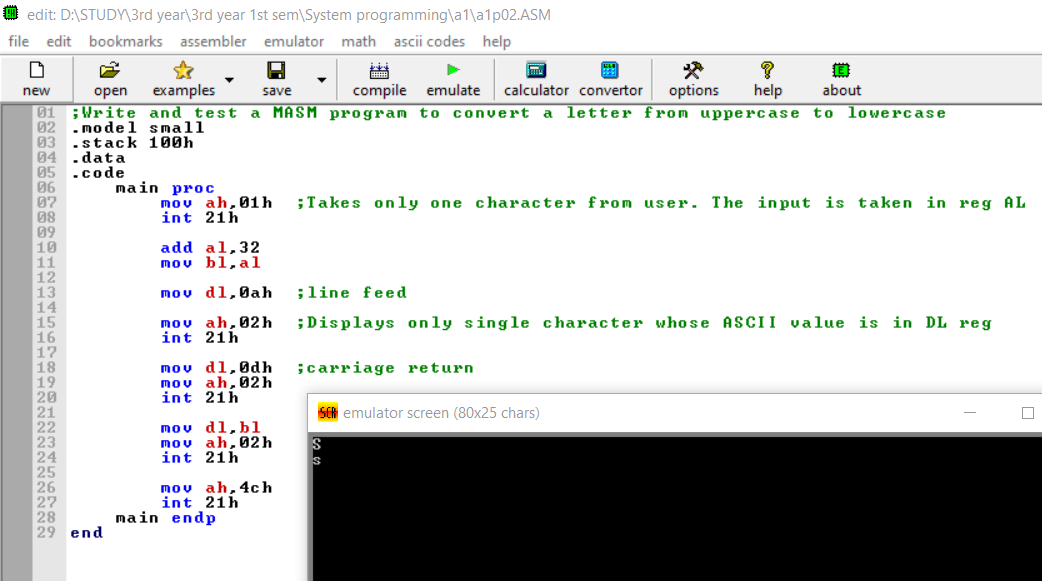 edit: D:\STUDY\3rd year\3rd year 1st sem\System programming\a1\a1p02.ASM
file edit bookmarks assembler emulator math ascii codes help
new open examples save compile emulate calculator convertor options help about
01 ;Write and test a MASM program to convert a letter from uppercase to lowercase
02 .model small
03 .stack 100h
04 .data
05 .code
06 main proc
07 mov ah,01h ;Takes only one character from user. The input is taken in reg AL
08 int 21h
09
10 add al,32
11 mov bl,al
12
13 mov dl,0ah ;line feed
14
15 mov ah,02h ;Displays only single character whose ASCII value is in DL reg
16 int 21h
17
18 mov dl,0dh ;carriage return
19 mov ah,02h
20 int 21h
21
22 mov dl,bl
23 mov ah,02h
24 int 21h
25
26 mov ah,4ch
27 int 21h
28 main endp
29 end
SCR emulator screen (80x25 chars)
S
s